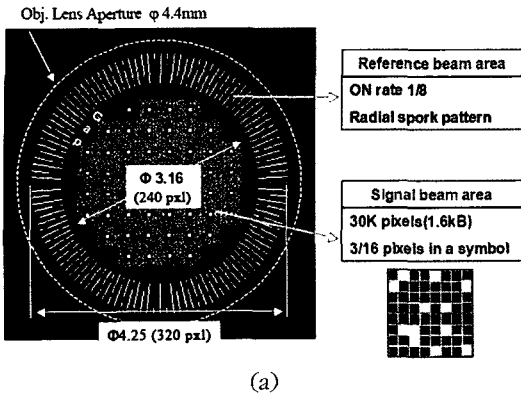 Obj. Lens Aperture φ 4.4mm
Reference beam area
ON rate 1/8
Radial spork pattern
Φ 3.16
(240 pxl)
Signal beam area
30K pixels(1.6kB)
3/16 pixels in a symbol
Φ4.25 (320 pxl)
(a)